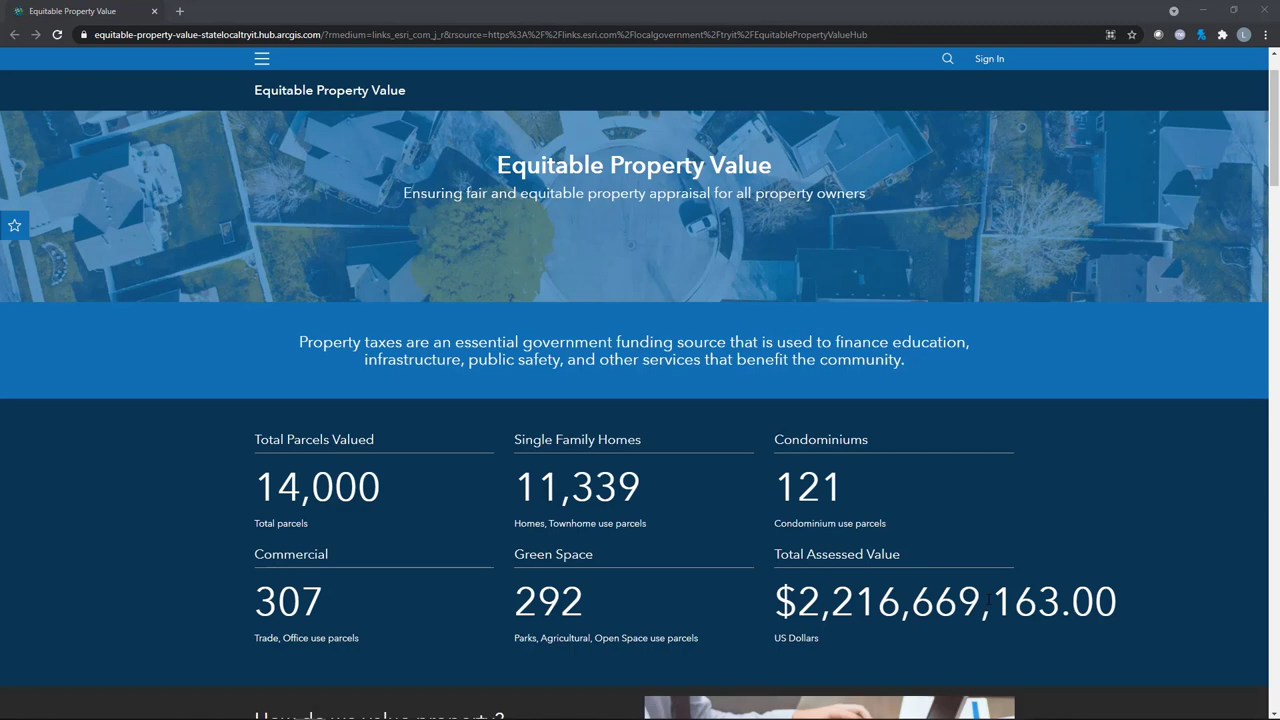 Equitable Property Value
equitable-property-value-statelocaltryit.hub.arcgis.com/?rmedium=links_esri_com_j_r&rsource=https%3A%2F%2Flinks.esri.com%2Flocalgovernment%2Ftryit%2FEquitablePropertyValueHub
L
Sign In
Equitable Property Value
Equitable Property Value
Ensuring fair and equitable property appraisal for all property owners
Property taxes are an essential government funding source that is used to finance education,
infrastructure, public safety, and other services that benefit the community.
Total Parcels Valued
14,000
Total parcels
Single Family Homes
11,339
Homes, Townhome use parcels
Condominiums
121
Condominium use parcels
Commercial
307
Trade, Office use parcels
Green Space
292
Parks, Agricultural, Open Space use parcels
Total Assessed Value
$2,216,669,163.00
US Dollars
How do we value property?